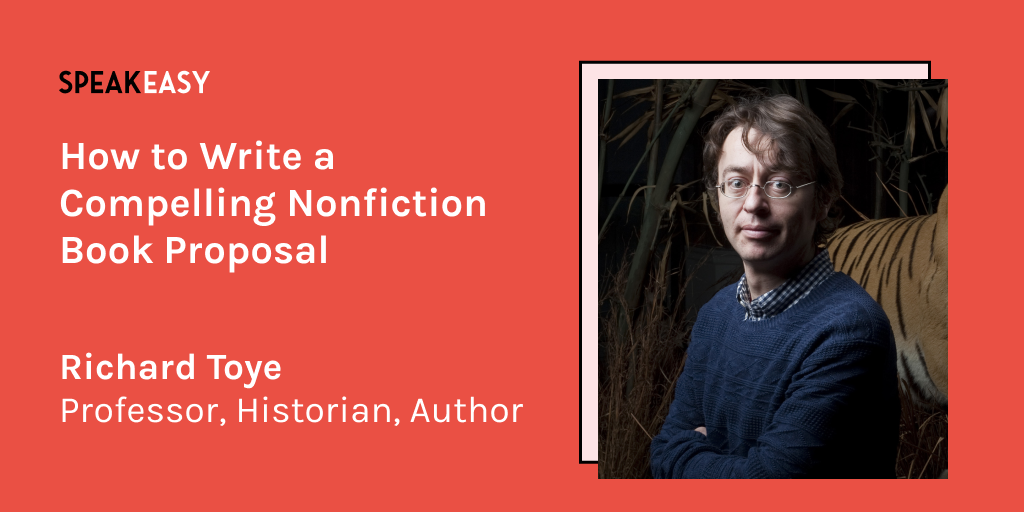 SPEAKEASY
How to Write a
Compelling Nonfiction
Book Proposal
Richard Toye
Professor, Historian, Author